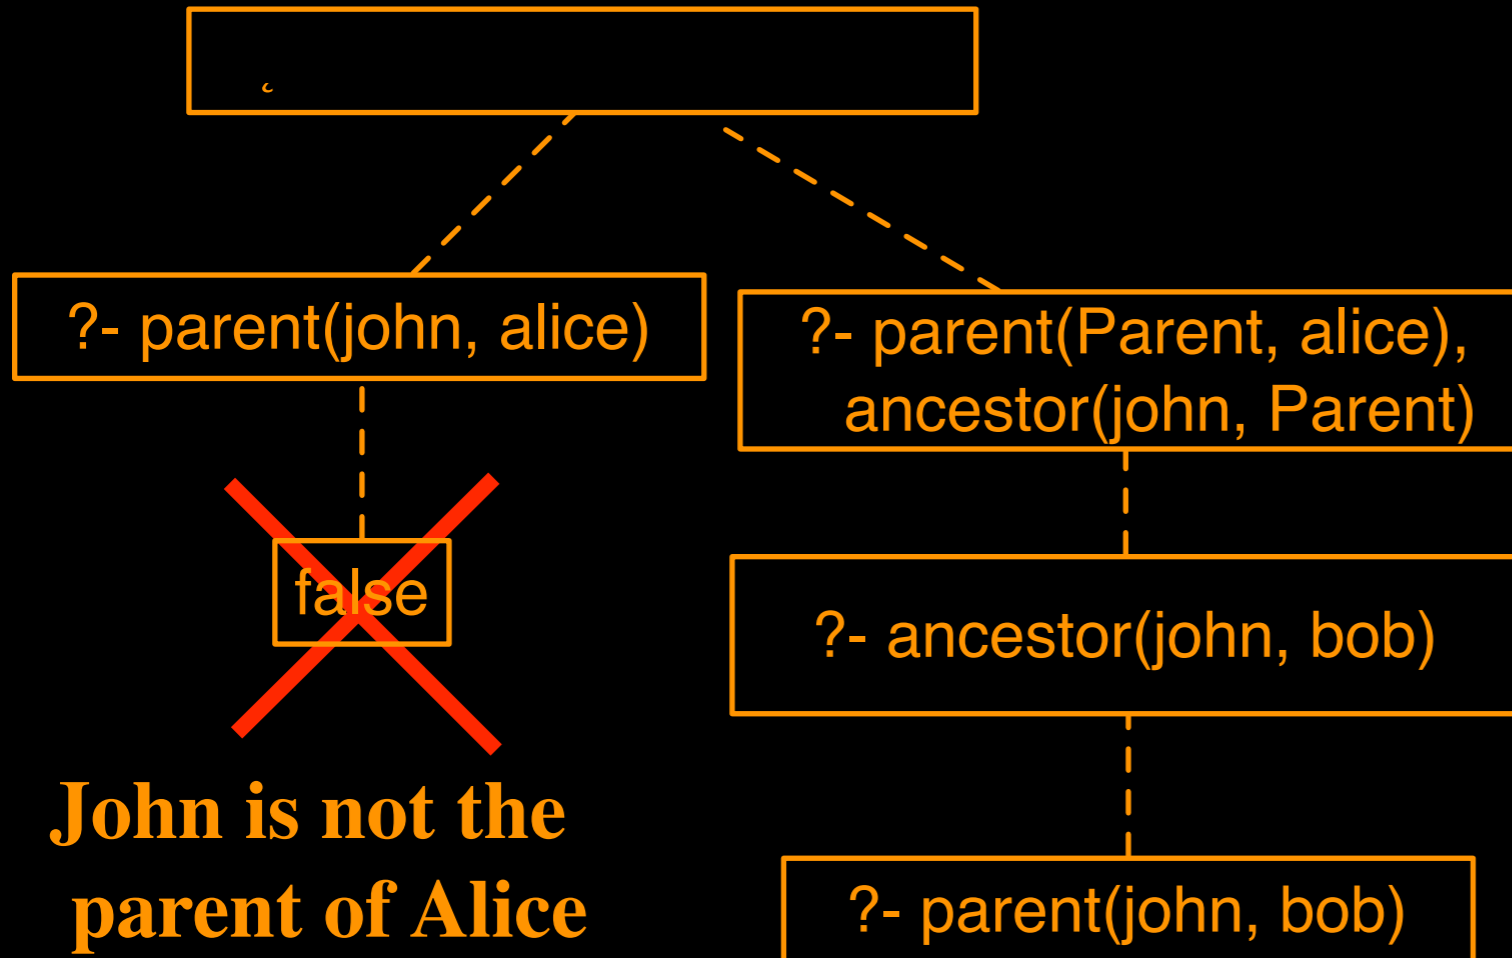 ?- parent(john, alice)
?- parent(Parent, alice),
ancestor(john, Parent)
false
?- ancestor(john, bob)
John is not the
parent of Alice
?- parent(john, bob)